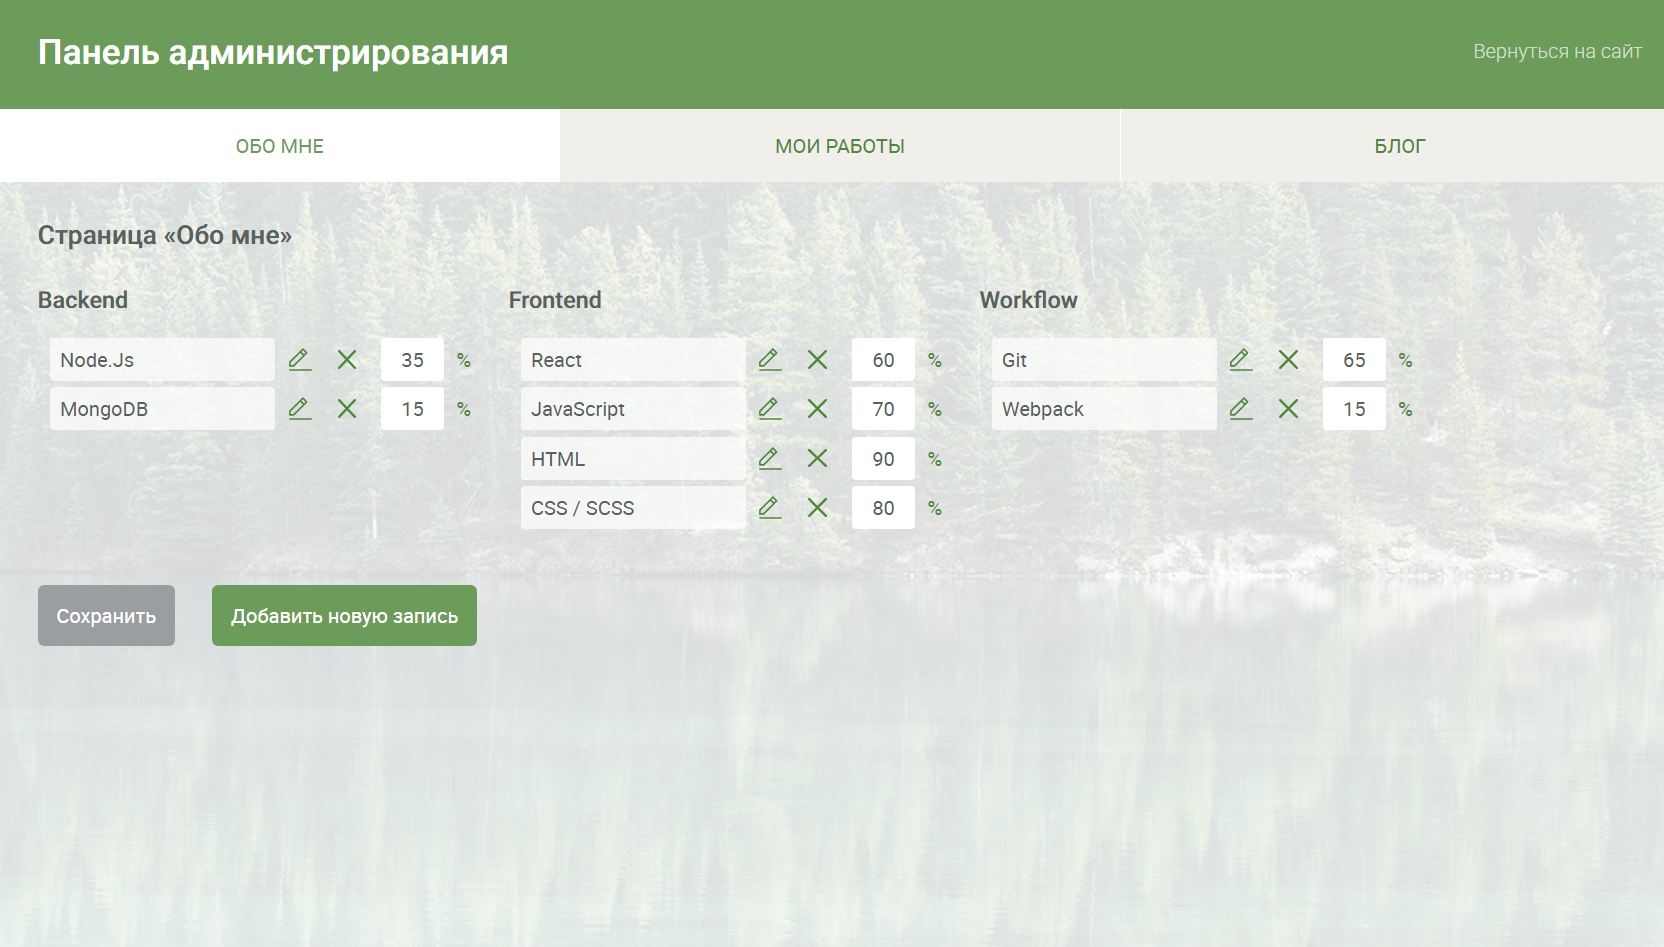 Панель администрирования
Вернуться на сайт
ОБО МНЕ
МОИ РАБОТЫ
БЛОГ
Страница «Обо мне»
Backend
Node.Js 35 %
MongoDB 15 %
Frontend
React 60 %
JavaScript 70 %
HTML 90 %
CSS / SCSS 80 %
Workflow
Git 65 %
Webpack 15 %
Сохранить
Добавить новую запись